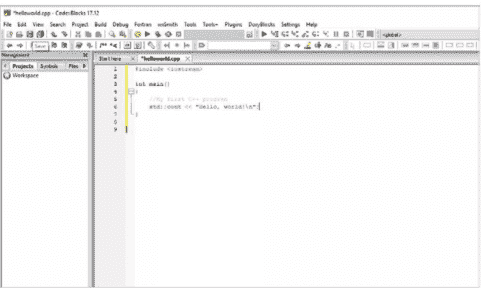 *helloworld.cpp - Code::Blocks 17.12
File Edit View Search Project Build Debug Fortran wxSmith Tools Tools+ Plugins DoxyBlocks Settings Help
<global>
Save
Management
Projects Symbols Files
Workspace
Start here *helloworld.cpp
1 #include <iostream>
2
3 int main()
4 {
5 //My first C++ program
6 std::cout << "Hello, world!\n";
7 }
8
9